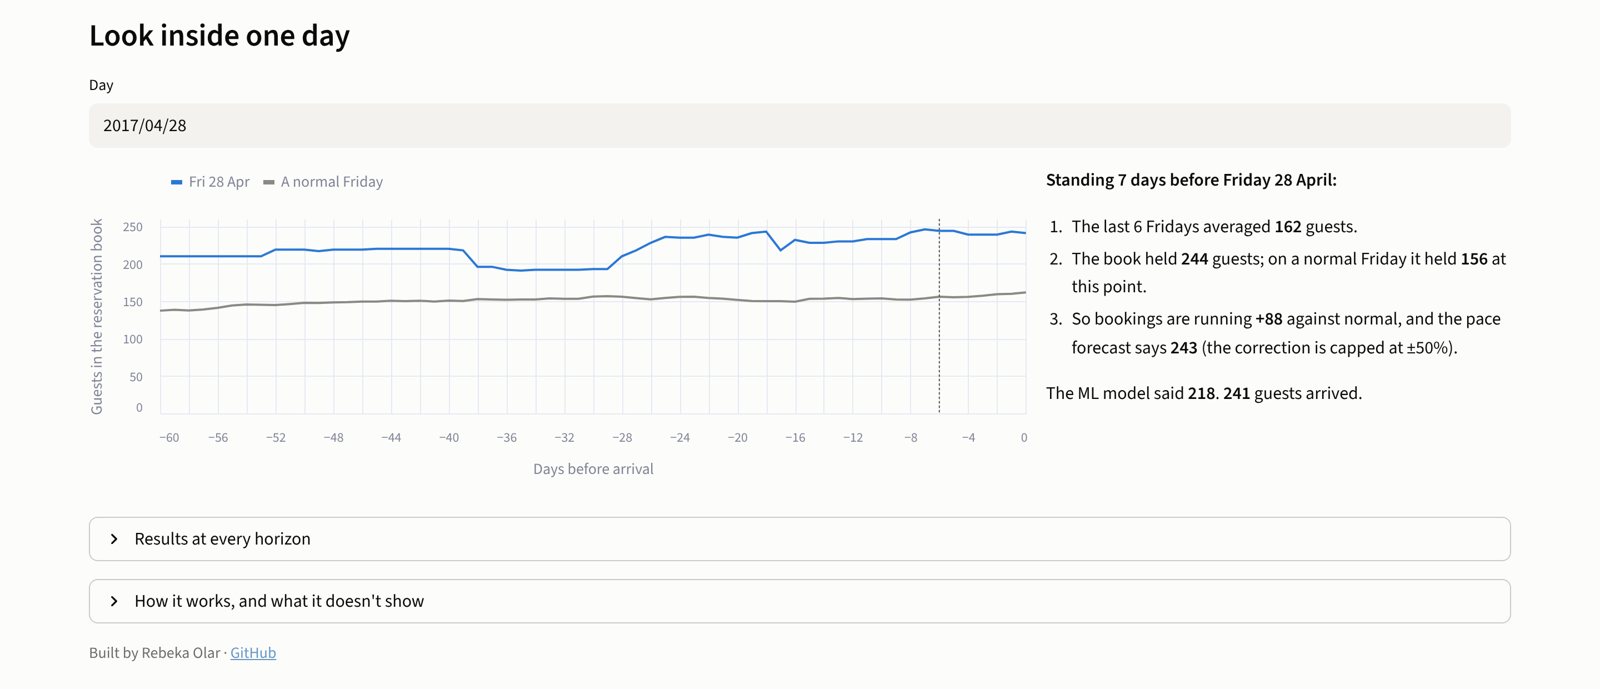 Look inside one day
Day
2017/04/28
Fri 28 Apr A normal Friday
Guests in the reservation book
250
200
150
100
50
0
−60 −56 −52 −48 −44 −40 −36 −32 −28 −24 −20 −16 −12 −8 −4 0
Days before arrival
Standing 7 days before Friday 28 April:
1. The last 6 Fridays averaged 162 guests.
2. The book held 244 guests; on a normal Friday it held 156 at
this point.
3. So bookings are running +88 against normal, and the pace
forecast says 243 (the correction is capped at ±50%).
The ML model said 218. 241 guests arrived.
Results at every horizon
How it works, and what it doesn't show
Built by Rebeka Olar · GitHub